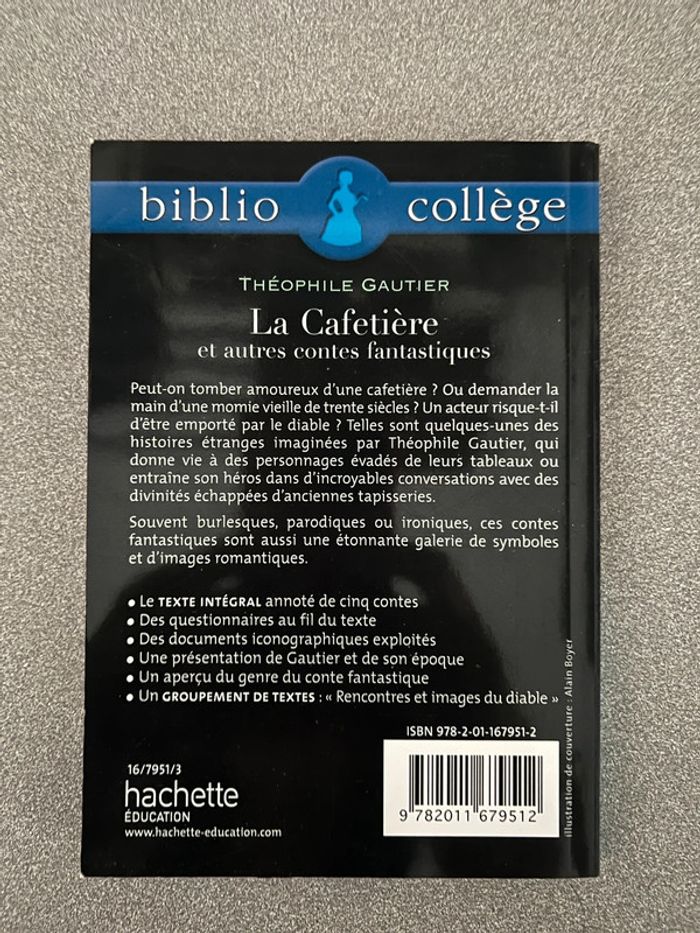 biblio collège
THÉOPHILE GAUTIER
La Cafetière
et autres contes fantastiques
Peut-on tomber amoureux d'une cafetière ? Ou demander la
main d'une momie vieille de trente siècles ? Un acteur risque-t-il
d'être emporté par le diable ? Telles sont quelques-unes des
histoires étranges imaginées par Théophile Gautier, qui
donne vie à des personnages évadés de leurs tableaux ou
entraîne son héros dans d'incroyables conversations avec des
divinités échappées d'anciennes tapisseries.
Souvent burlesques, parodiques ou ironiques, ces contes
fantastiques sont aussi une étonnante galerie de symboles
et d'images romantiques.
• Le TEXTE INTÉGRAL annoté de cinq contes
• Des questionnaires au fil du texte
• Des documents iconographiques exploités
• Une présentation de Gautier et de son époque
• Un aperçu du genre du conte fantastique
• Un GROUPEMENT DE TEXTES : « Rencontres et images du diable »
illustration de couverture : Alain Boyer
ISBN 978-2-01-167951-2
16/7951/3
hachette
ÉDUCATION
www.hachette-education.com
9 782011 679512